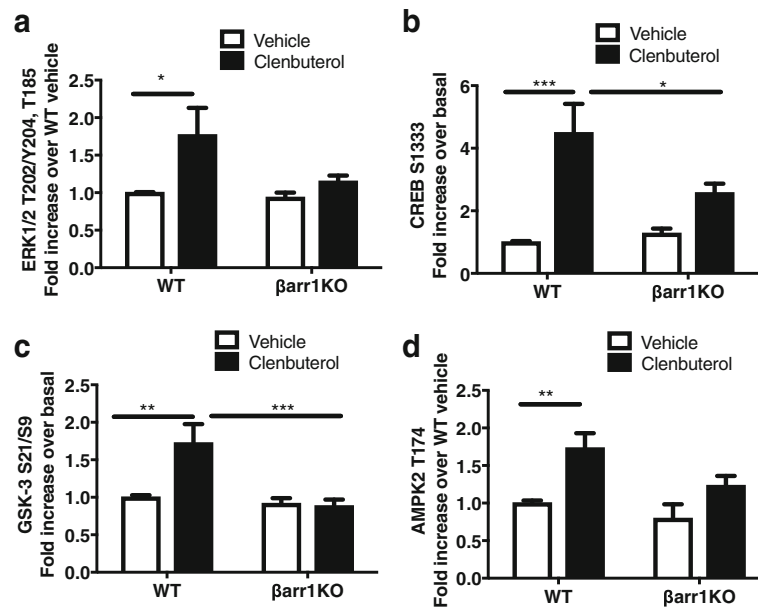 a
Vehicle
Clenbuterol
ERK1/2 T202/Y204, T185
Fold increase over WT vehicle
2.5
2.0
1.5
1.0
0.5
0.0
*
WT
βarr1KO
b
Vehicle
Clenbuterol
CREB S1333
Fold increase over basal
6
4
2
0
***
*
WT
βarr1KO
c
Vehicle
Clenbuterol
GSK-3 S21/S9
Fold increase over basal
2.5
2.0
1.5
1.0
0.5
0.0
**
***
WT
βarr1KO
d
Vehicle
Clenbuterol
AMPK2 T174
Fold increase over WT vehicle
2.5
2.0
1.5
1.0
0.5
0.0
**
WT
βarr1KO